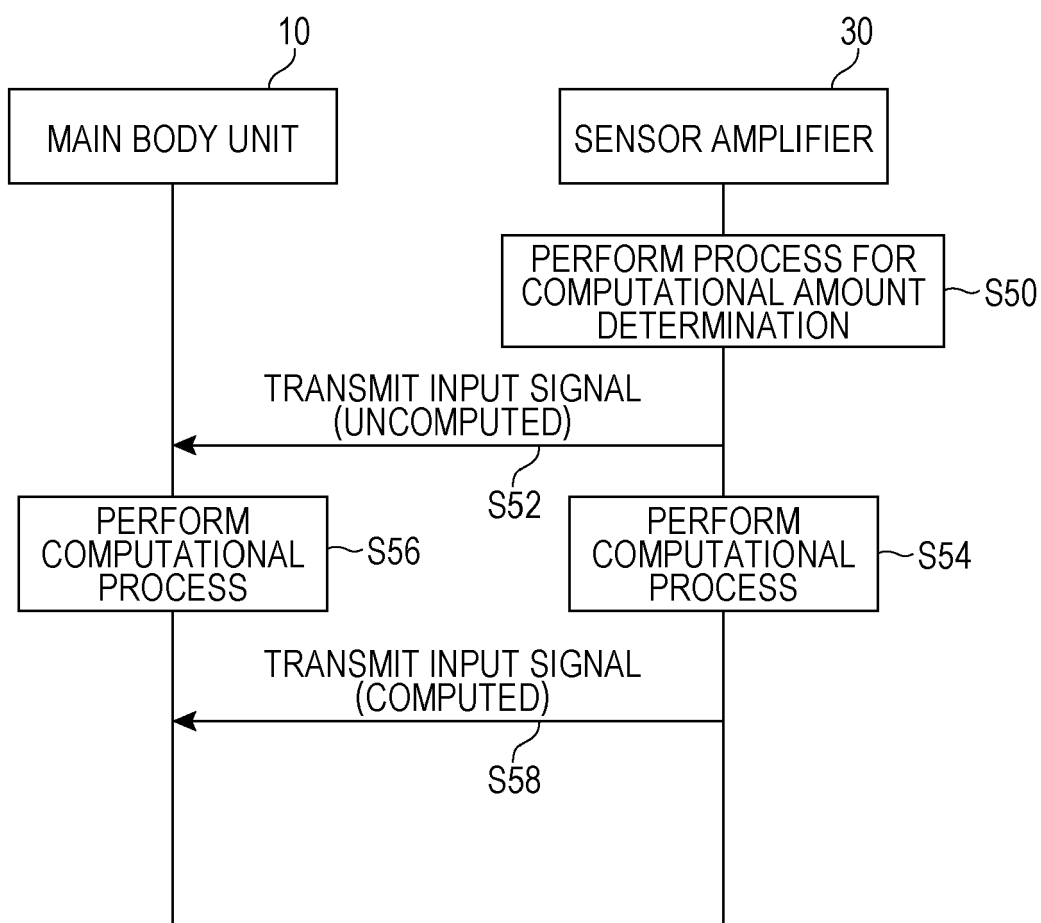 10
30
MAIN BODY UNIT
SENSOR AMPLIFIER
PERFORM PROCESS FOR
COMPUTATIONAL AMOUNT
DETERMINATION
S50
TRANSMIT INPUT SIGNAL
(UNCOMPUTED)
S52
PERFORM
COMPUTATIONAL
PROCESS
S56
PERFORM
COMPUTATIONAL
PROCESS
S54
TRANSMIT INPUT SIGNAL
(COMPUTED)
S58